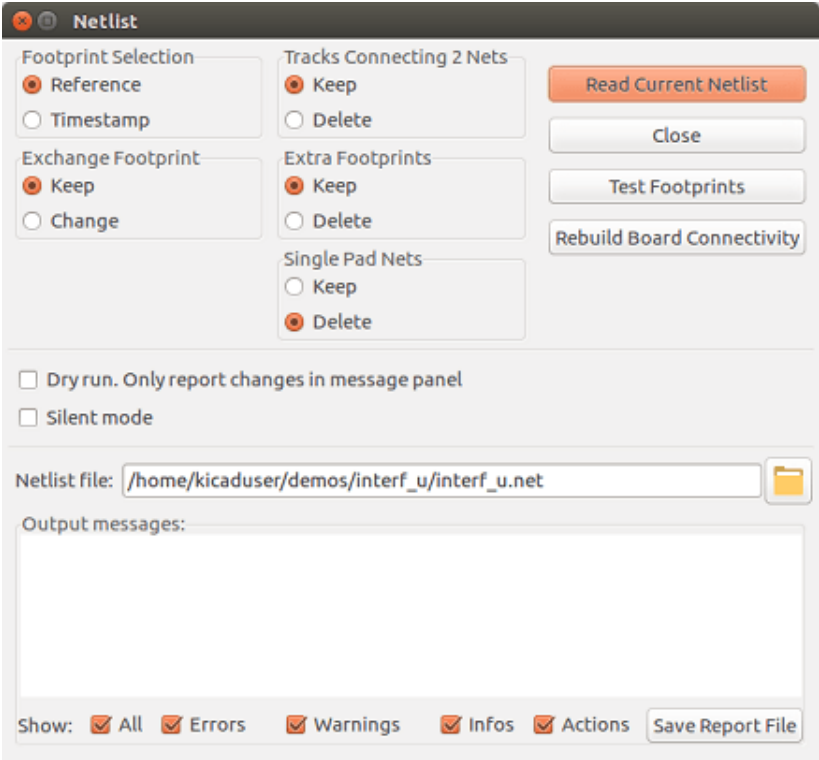 Netlist
Footprint Selection
Reference
Timestamp
Exchange Footprint
Keep
Change
Tracks Connecting 2 Nets
Keep
Delete
Extra Footprints
Keep
Delete
Single Pad Nets
Keep
Delete
Read Current Netlist
Close
Test Footprints
Rebuild Board Connectivity
Dry run. Only report changes in message panel
Silent mode
Netlist file: /home/kicaduser/demos/interf_u/interf_u.net
Output messages:
Show: All Errors Warnings Infos Actions Save Report File